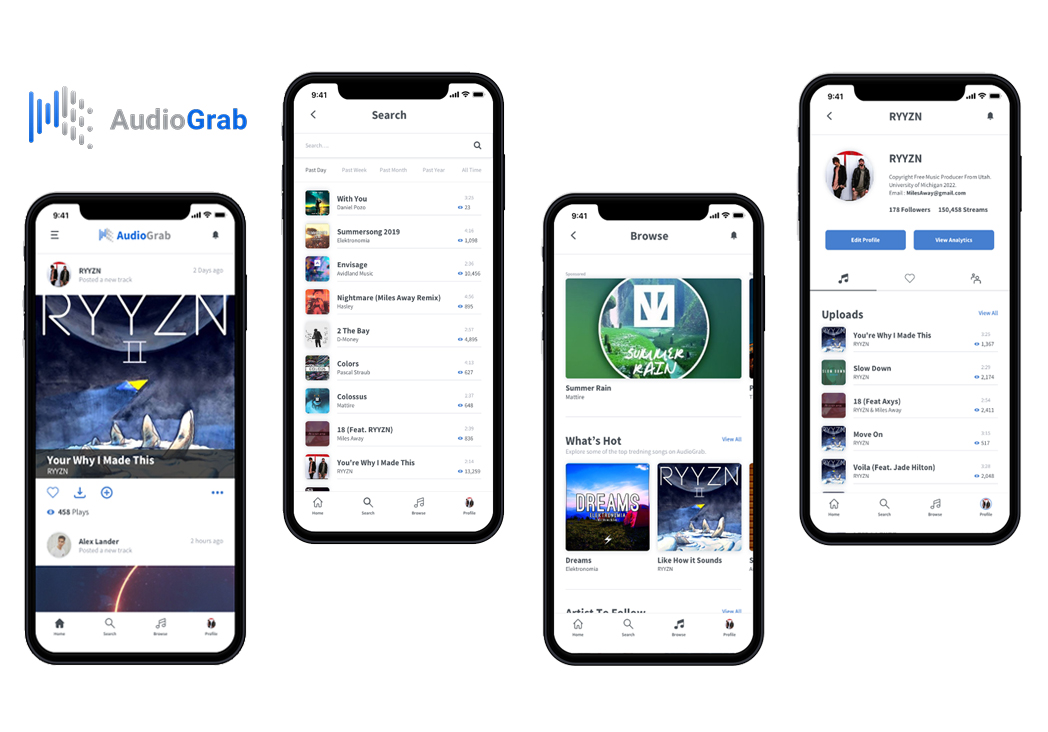 AudioGrab
9:41
AudioGrab
RYYZN
Posted a new track
2 Days ago
RYYZN
II
Your Why I Made This
RYYZN
458 Plays
Alex Lander
Posted a new track
2 hours ago
Home Search Browse Profile
9:41
Search
Search...
Past Day Past Week Past Month Past Year All Time
With You 3:23
Daniel Pozo 23
Summersong 2019 4:16
Elektronomia 1,098
Envisage 2:36
Avidland Music 10,456
Nightmare (Miles Away Remix) 4:56
Hasley 895
2 The Bay 2:57
D-Money 4,896
Colors 4:13
Pascal Straub 627
Colossus 2:37
Mattire 648
18 (Feat. RYYZN) 2:39
Miles Away 836
You're Why I Made This 2:14
RYYZN 13,259
Home Search Browse Profile
9:41
Browse
Sponsored
SUMMER
RAIN
Summer Rain
Mattire
What's Hot
View All
Explore some of the top tredning songs on AudioGrab.
DREAMS
ELEKTRONOMIA
RYYZN
II
Dreams
Elektronomia
Like How it Sounds
RYYZN
Artist To Follow
View All
Home Search Browse Profile
9:41
RYYZN
RYYZN
Copyright Free Music Producer From Utah.
University of Michigan 2022.
Email : MilesAway@gmail.com
178 Followers 150,458 Streams
Edit Profile
View Analytics
Uploads
View All
You're Why I Made This 3:21
RYYZN 1,367
Slow Down 2:25
RYYZN 2,174
18 (Feat Axys) 2:54
RYYZN & Miles Away 2,411
Move On 3:15
RYYZN 517
Voila (Feat. Jade Hilton) 3:26
RYYZN 2,048
Home Search Browse Profile